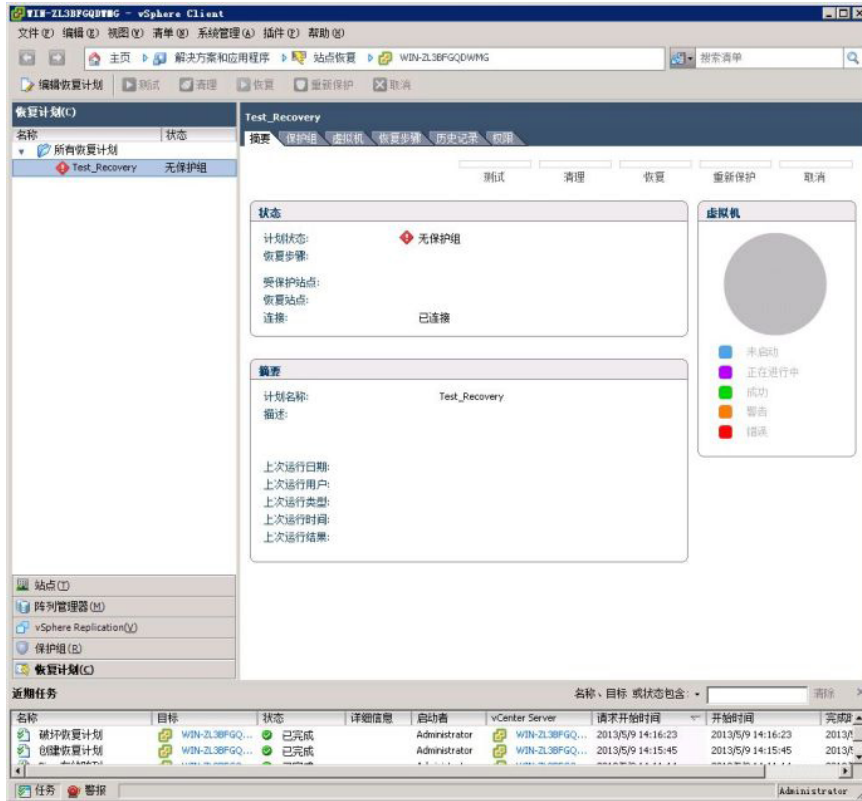 WIN-ZL3BFGQDWMG - vSphere Client
文件(F) 编辑(E) 视图(V) 清单(N) 系统管理(A) 插件(P) 帮助(H)
主页 解决方案和应用程序 站点恢复 WIN-ZL3BFGQDWMG 搜索清单
编辑恢复计划 测试 清理 恢复 重新保护 取消
恢复计划(C)
名称 状态
所有恢复计划
Test_Recovery 无保护组
Test_Recovery
摘要 保护组 虚拟机 恢复步骤 历史记录 权限
测试 清理 恢复 重新保护 取消
状态
计划状态: 无保护组
恢复步骤:
受保护站点:
恢复站点:
连接: 已连接
摘要
计划名称: Test_Recovery
描述:
上次运行日期:
上次运行用户:
上次运行类型:
上次运行时间:
上次运行结果:
虚拟机
未启动
正在进行中
成功
警告
错误
站点(T)
阵列管理器(M)
vSphere Replication(V)
保护组(R)
恢复计划(C)
近期任务 名称、目标 或状态包含: 清除
名称 目标 状态 详细信息 启动者 vCenter Server 请求开始时间 开始时间
破坏恢复计划 WIN-ZL3BFGQ... 已完成 Administrator WIN-ZL3BFGQ... 2013/5/9 14:16:23 2013/5/9 14:16:23
创建恢复计划 WIN-ZL3BFGQ... 已完成 Administrator WIN-ZL3BFGQ... 2013/5/9 14:15:45 2013/5/9 14:15:45
任务 警报 Administrator